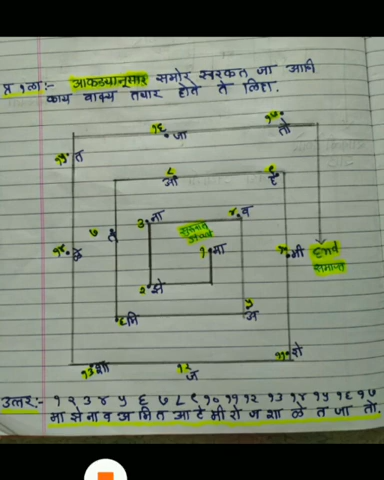 प्र १ला:- आकड्यानुसार समोर सरकत जा आणि
काय वाक्य तयार होते ते लिहा.
१६ जा
१७ तो
१५ त
८ आ
९ हे
७ त
३ ना
४ व
सुरुवात
१ मा
१४ ळे
१० मी
खेळ
समाप्त
२ झे
६ मि
५ अ
१३ शा
१२ ज
११ रो
उत्तर:- १ २ ३ ४ ५ ६ ७ ८ ९ १० ११ १२ १३ १४ १५ १६ १७
मा झे ना व अ मि त आ हे मी रो ज शा ळे त जा तो.